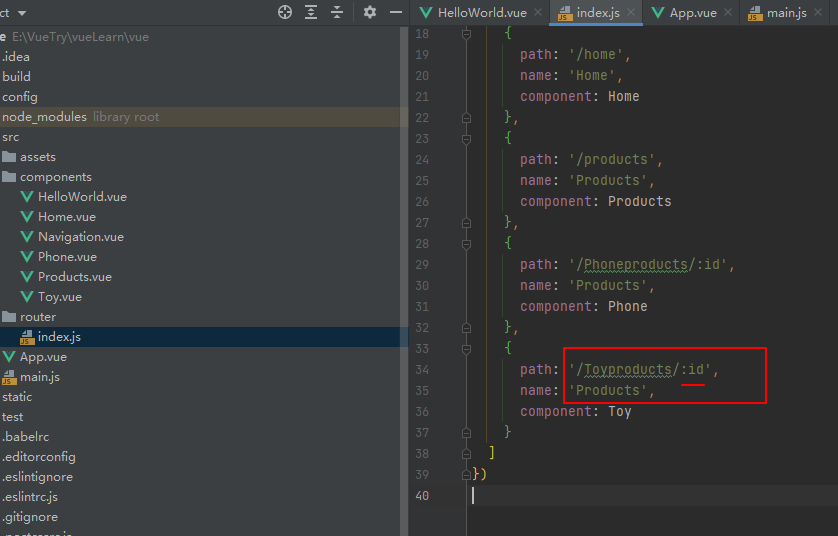 ct
HelloWorld.vue
index.js
App.vue
main.js
e E:\VueTry\vueLearn\vue
.idea
build
config
node_modules library root
src
assets
components
HelloWorld.vue
Home.vue
Navigation.vue
Phone.vue
Products.vue
Toy.vue
router
index.js
App.vue
main.js
static
test
.babelrc
.editorconfig
.eslintignore
.eslintrc.js
.gitignore
18 {
19 path: '/home',
20 name: 'Home',
21 component: Home
22 },
23 {
24 path: '/products',
25 name: 'Products',
26 component: Products
27 },
28 {
29 path: '/Phoneproducts/:id',
30 name: 'Products',
31 component: Phone
32 },
33 {
34 path: '/Toyproducts/:id',
35 name: 'Products',
36 component: Toy
37 }
38 ]
39 })
40